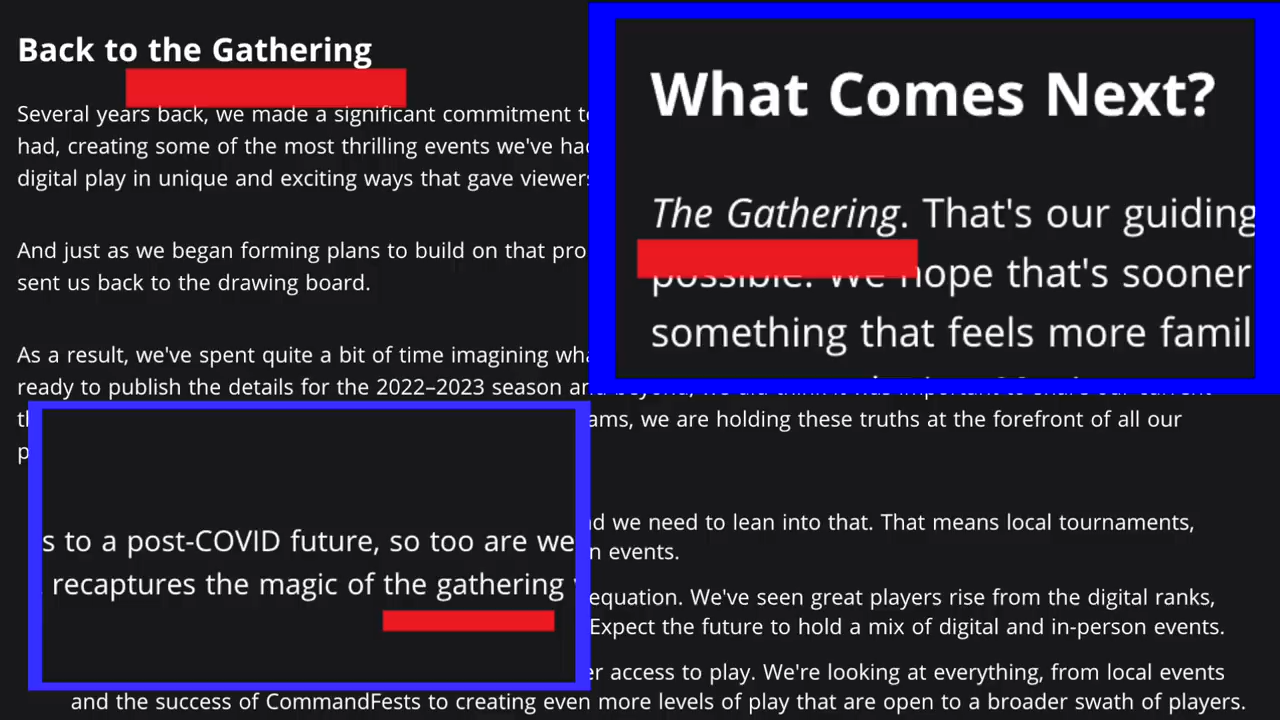 Back to the Gathering
Several years back, we made a significant commitment
had, creating some of the most thrilling events we've
digital play in unique and exciting ways that gave
And just as we began forming plans to build on that
sent us back to the drawing board.
As a result, we've spent quite a bit of time imagining
ready to publish the details for the 2022–2023 season
we are holding these truths at the forefront of all our
we need to lean into that. That means local tournaments,
events.
equation. We've seen great players rise from the digital ranks,
Expect the future to hold a mix of digital and in-person events.
access to play. We're looking at everything, from local events
and the success of CommandFests to creating even more levels of play that are open to a broader swath of players.
What Comes Next?
The Gathering. That's our guiding
possible. We hope that's sooner
something that feels more
s to a post-COVID future, so too are we
recaptures the magic of the gathering